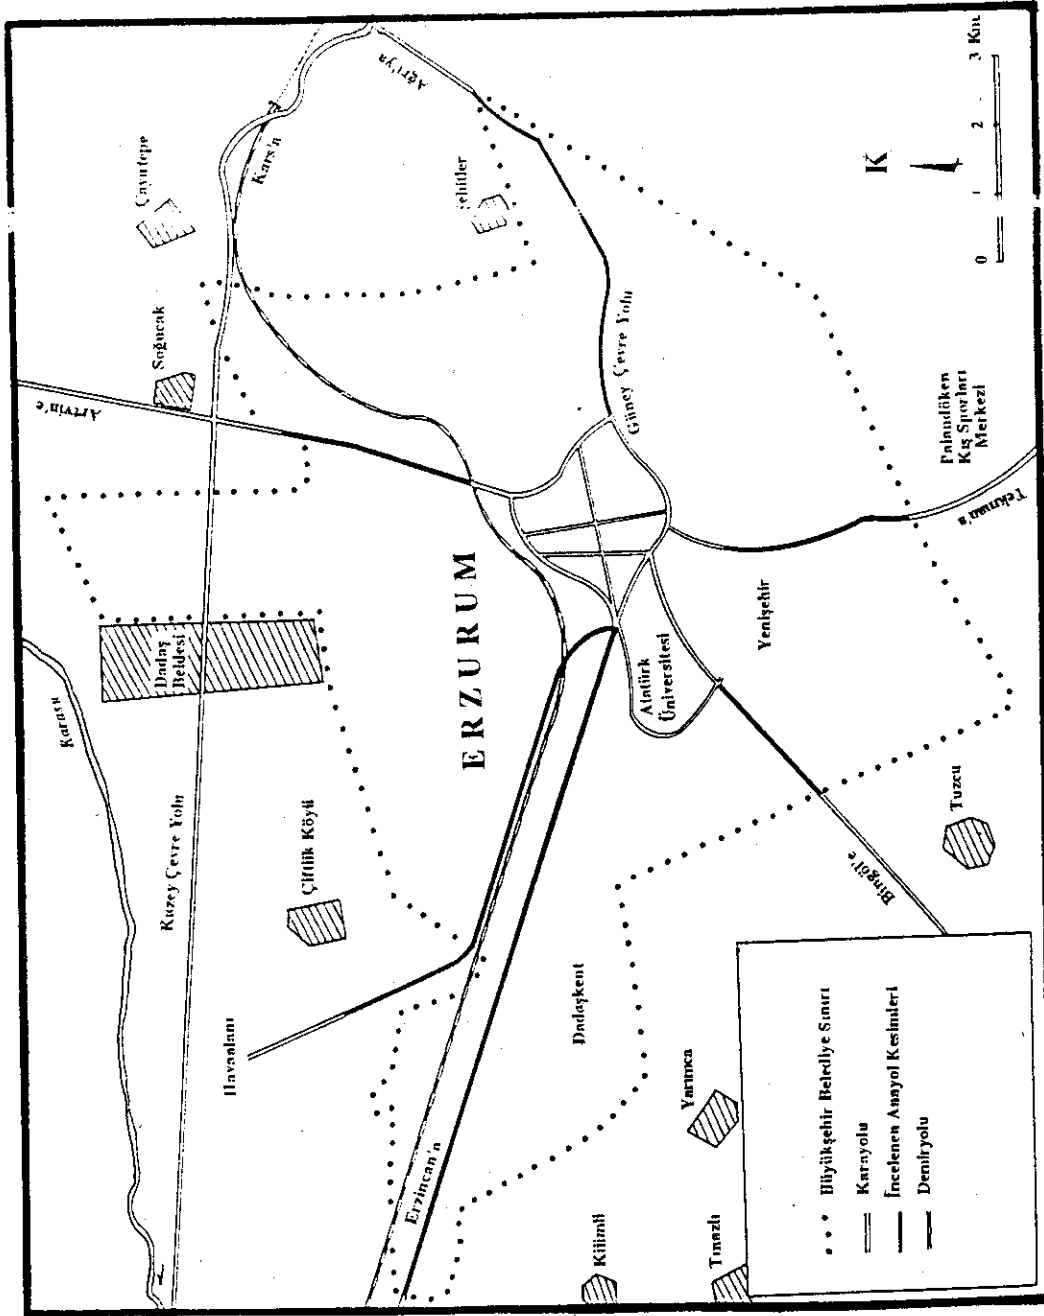 Karasu
Kuzey Çevre Yolu
Artvin'e
Soğucak
Çayırtepe
Kars'a
Ağrı'ya
Dadaş
Beldesi
Çiftlik Köyü
Havaalanı
Şehitler
ERZURUM
Erzincan'a
Güney Çevre Yolu
Atatürk
Üniversitesi
Yenişehir
Dadaşkent
Palandöken
Kış Sporları
Merkezi
Tekman'a
Bingöl'e
Tuzcu
Yarımca
Kilimli
Tınazlı
K
0 1 2 3 Km
Büyükşehir Belediye Sınırı
Karayolu
İncelenen Anayol Kesimleri
Demiryolu